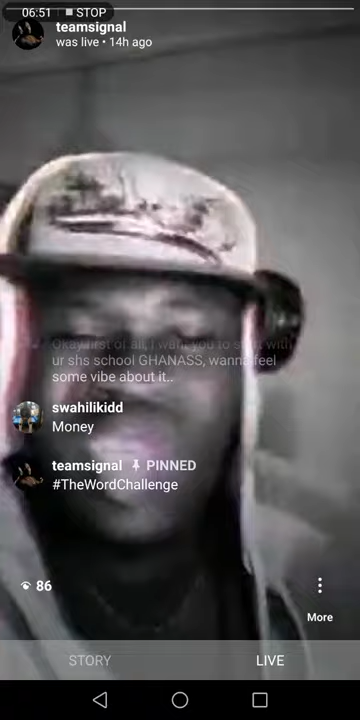 06:51 STOP
teamsignal
was live • 14h ago
Okay first of all, I want you to start with
ur shs school GHANASS, wanna feel
some vibe about it..
swahilikidd
Money
teamsignal PINNED
#TheWordChallenge
86
More
STORY LIVE